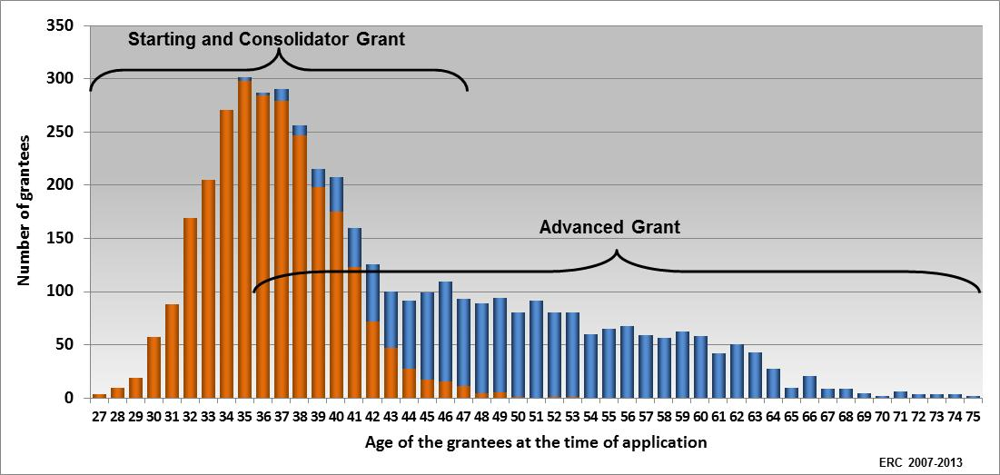 350
Starting and Consolidator Grant
300
250
200
150
100
50
0
Number of grantees
Advanced Grant
27 28 29 30 31 32 33 34 35 36 37 38 39 40 41 42 43 44 45 46 47 48 49 50 51 52 53 54 55 56 57 58 59 60 61 62 63 64 65 66 67 68 69 70 71 72 73 74 75
Age of the grantees at the time of application
ERC 2007-2013